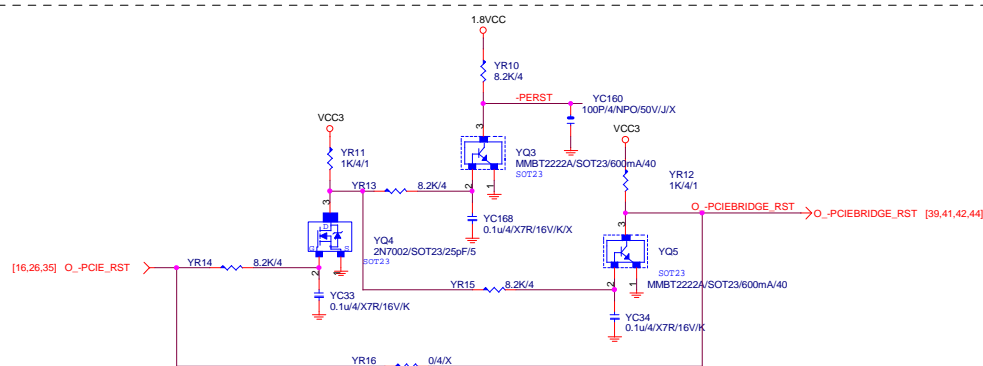 1.8VCC
YR10
8.2K/4
-PERST
YC160
100P/4/NPO/50V/J/X
VCC3
VCC3
3
YR11
1K/4/1
YQ3
MMBT2222A/SOT23/600mA/40
SOT23
YR12
1K/4/1
YR13
8.2K/4
2
1
3
O_-PCIEBRIDGE_RST
O_-PCIEBRIDGE_RST [39,41,42,44]
YC168
0.1u/4/X7R/16V/K/X
3
D
G
S
YQ4
2N7002/SOT23/25pF/5
SOT23
YQ5
SOT23
MMBT2222A/SOT23/600mA/40
[16,26,35] O_-PCIE_RST
YR14
8.2K/4
2
1
2
1
YR15
8.2K/4
YC33
0.1u/4/X7R/16V/K
YC34
0.1u/4/X7R/16V/K
YR16
0/4/X